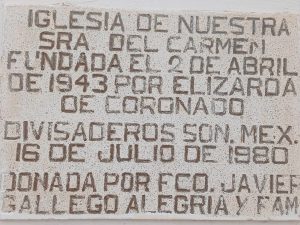 IGLESIA DE NUESTRA
SRA. DEL CARMEN
FUNDADA EL 2 DE ABRIL
DE 1943 POR ELIZARDA
DE CORONADO
DIVISADEROS SON. MEX.
16 DE JULIO DE 1980
DONADA POR FCO. JAVIER
GALLEGO ALEGRIA Y FAM